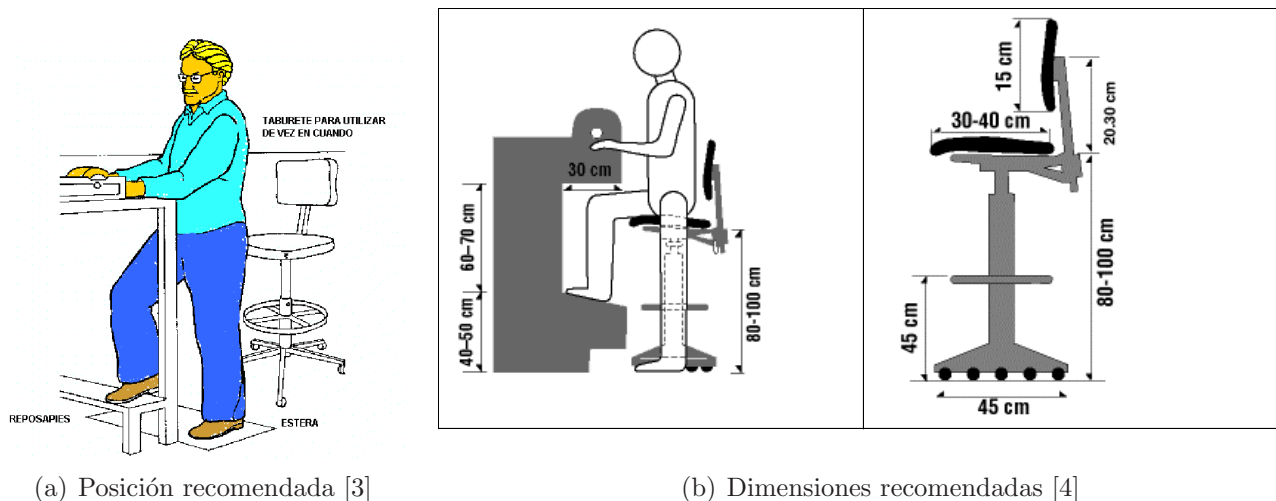 TABURETE PARA UTILIZAR
DE VEZ EN CUANDO
REPOSAPIES
ESTERA
30 cm
60–70 cm
40–50 cm
80-100 cm
15 cm
30-40 cm
20.30 cm
80-100 cm
45 cm
45 cm
(a) Posición recomendada [3]
(b) Dimensiones recomendadas [4]